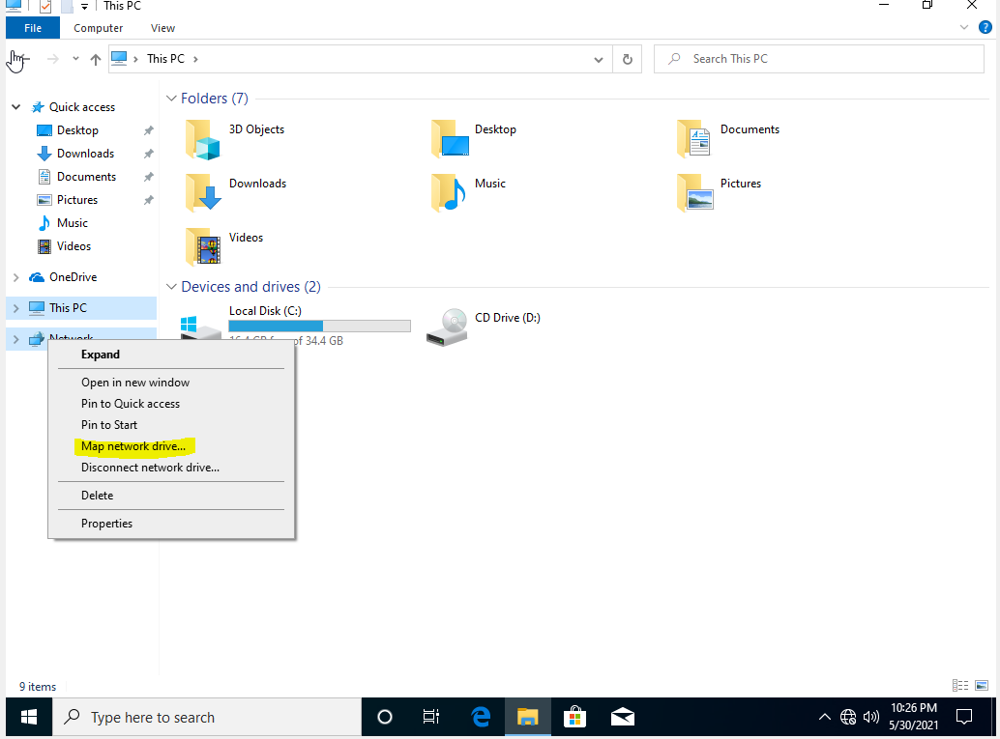 This PC
File Computer View
This PC
Search This PC
Quick access
Desktop
Downloads
Documents
Pictures
Music
Videos
OneDrive
This PC
Network
Folders (7)
3D Objects
Desktop
Documents
Downloads
Music
Pictures
Videos
Devices and drives (2)
Local Disk (C:)
of 34.4 GB
CD Drive (D:)
Expand
Open in new window
Pin to Quick access
Pin to Start
Map network drive...
Disconnect network drive...
Delete
Properties
9 items
Type here to search
10:26 PM
5/30/2021